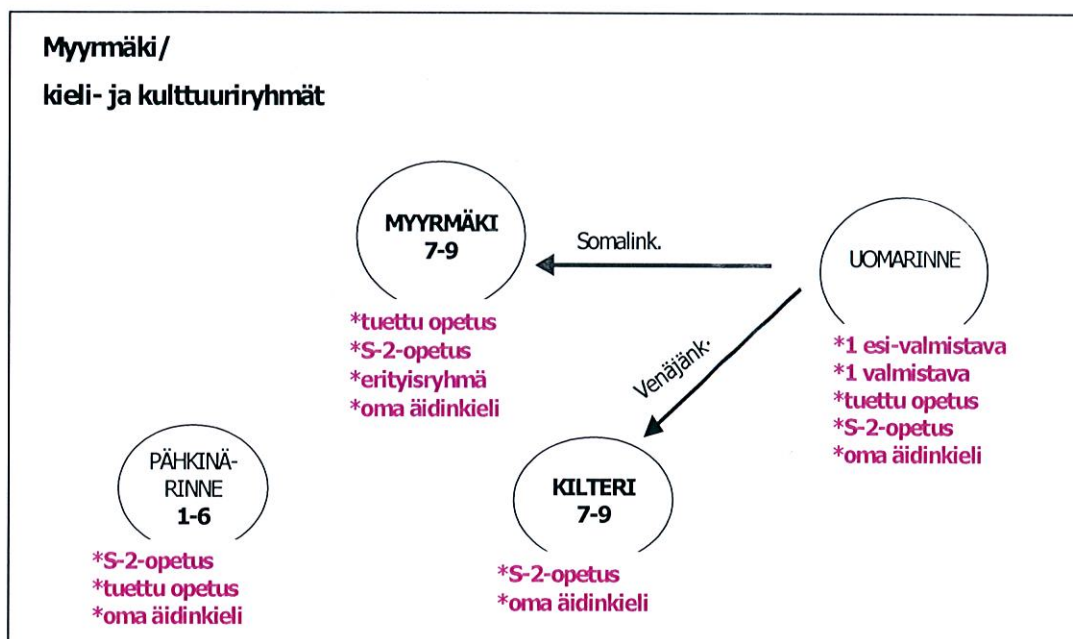 Myyrmäki/
kieli- ja kulttuuriryhmät
MYYRMÄKI
7-9
*tuettu opetus
*S-2-opetus
*erityisryhmä
*oma äidinkieli
Somalink.
UOMARINNE
*1 esi-valmistava
*1 valmistava
*tuettu opetus
*S-2-opetus
*oma äidinkieli
Venäjänk.
PÄHKINÄ-
RINNE
1-6
*S-2-opetus
*tuettu opetus
*oma äidinkieli
KILTERI
7-9
*S-2-opetus
*oma äidinkieli